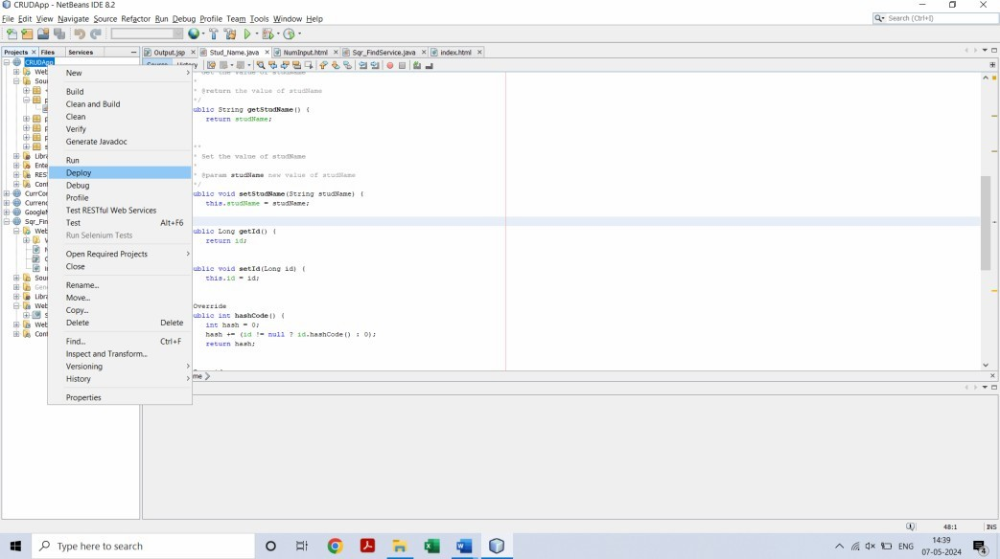 CRUDApp - NetBeans IDE 8.2
File Edit View Navigate Source Refactor Run Debug Profile Team Tools Window Help
Search (Ctrl+I)
Projects Files Services
Output.jsp Stud_Name.java NumInput.html Sqr_FindService.java index.html
Source History
CRUDApp
Web
Sour
Libra
Ente
RES
Con
CurrCon
Currenc
Google
Sqr_Fin
Web
Sou
Gen
Libra
Web
Web
Conf
New
Build
Clean and Build
Clean
Verify
Generate Javadoc
Run
Deploy
Debug
Profile
Test RESTful Web Services
Test Alt+F6
Run Selenium Tests
Open Required Projects
Close
Rename...
Move...
Copy...
Delete Delete
Find... Ctrl+F
Inspect and Transform...
Versioning
History
Properties
Get the value of studName
*
* @return the value of studName
*/
ublic String getStudName() {
return studName;
**
* Set the value of studName
*
* @param studName new value of studName
*/
ublic void setStudName(String studName) {
this.studName = studName;
ublic Long getId() {
return id;
ublic void setId(Long id) {
this.id = id;
Override
ublic int hashCode() {
int hash = 0;
hash += (id != null ? id.hashCode() : 0);
return hash;
me
48:1 INS
Type here to search
ENG
14:39
07-05-2024
4